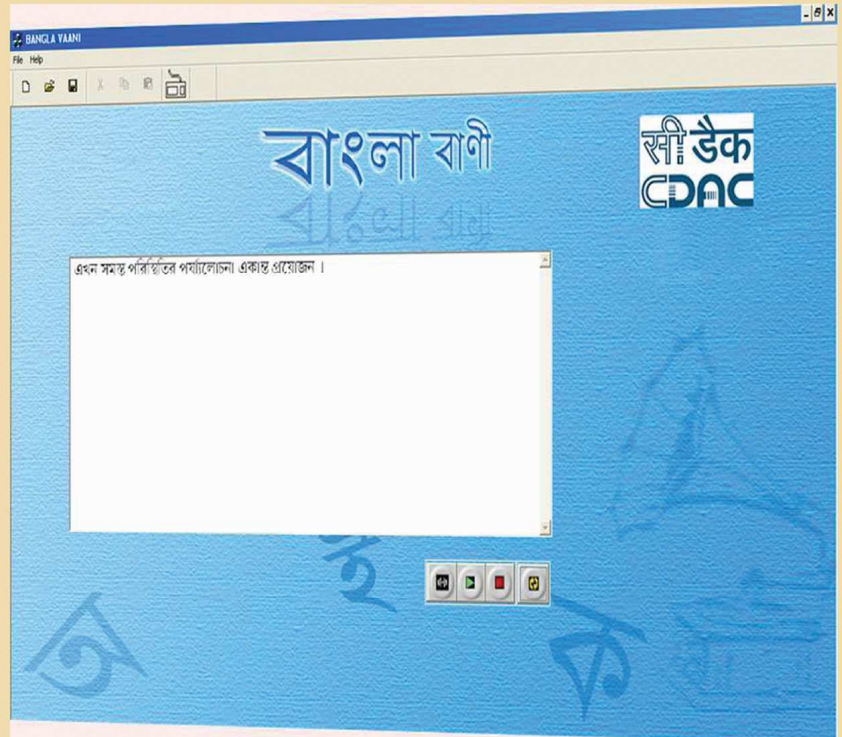 BANGLA VAANI
File Help
বাংলা বাণী
सी डैक
CDAC
এখন সমস্ত পরিস্থিতির পর্য্যালোচনা একান্ত প্রয়োজন ।
অ
ক